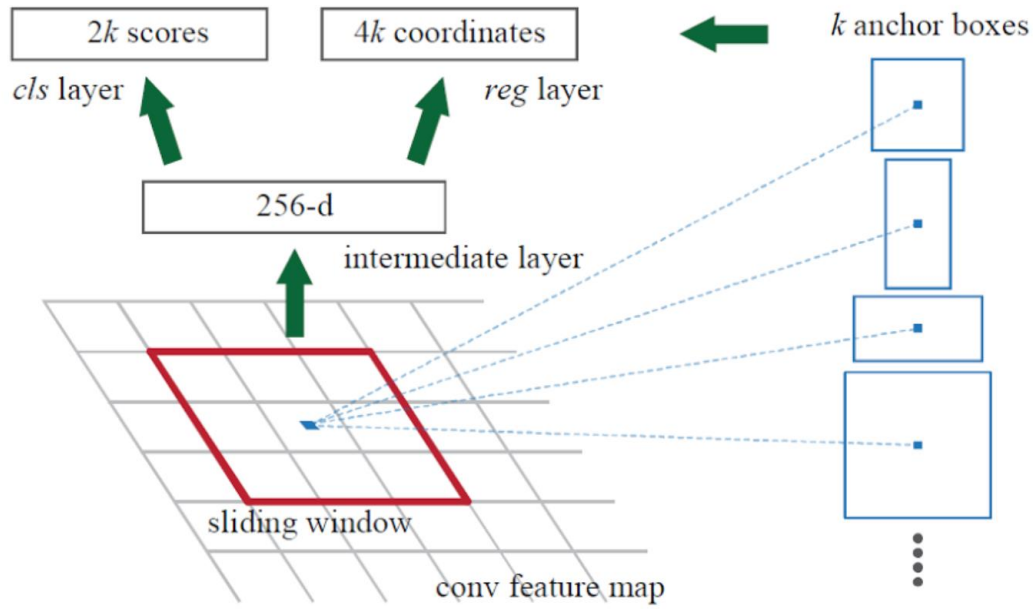 2k scores
4k coordinates
k anchor boxes
cls layer
reg layer
256-d
intermediate layer
sliding window
conv feature map